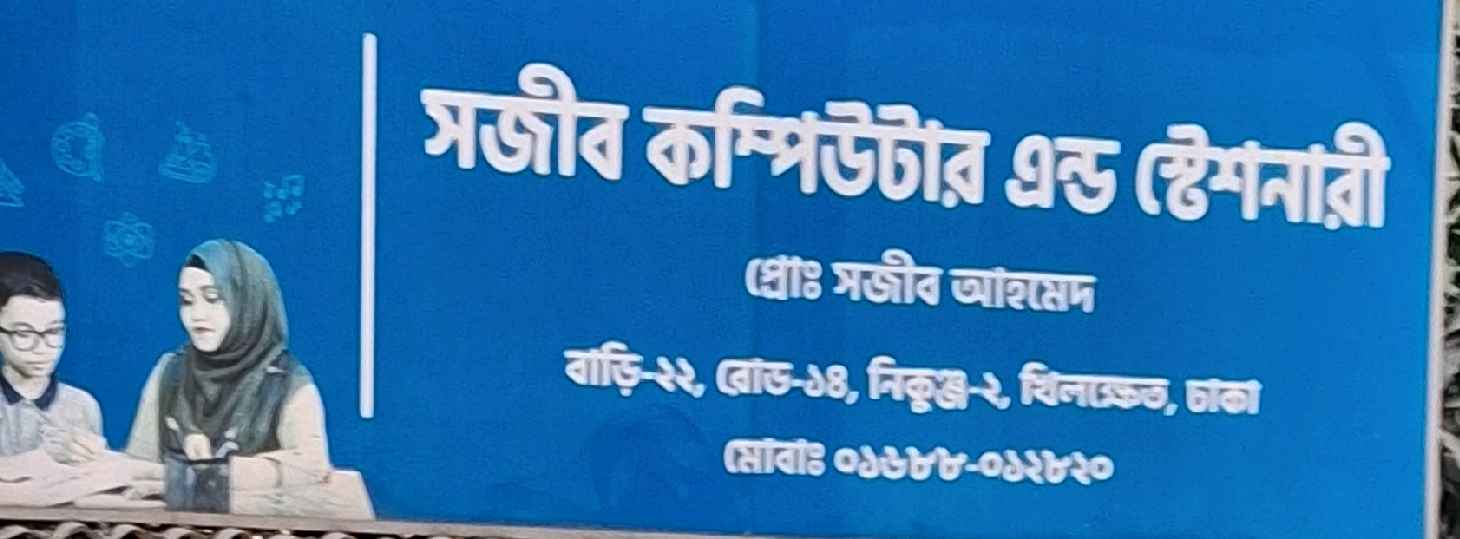 সজীব কম্পিউটার এন্ড স্টেশনারী
প্রোঃ সজীব আহমেদ
বাড়ি-২২, রোড-১৪, নিকুঞ্জ-২, খিলক্ষেত, ঢাকা
মোবাঃ ০১৬৮৮-০১২৮২০